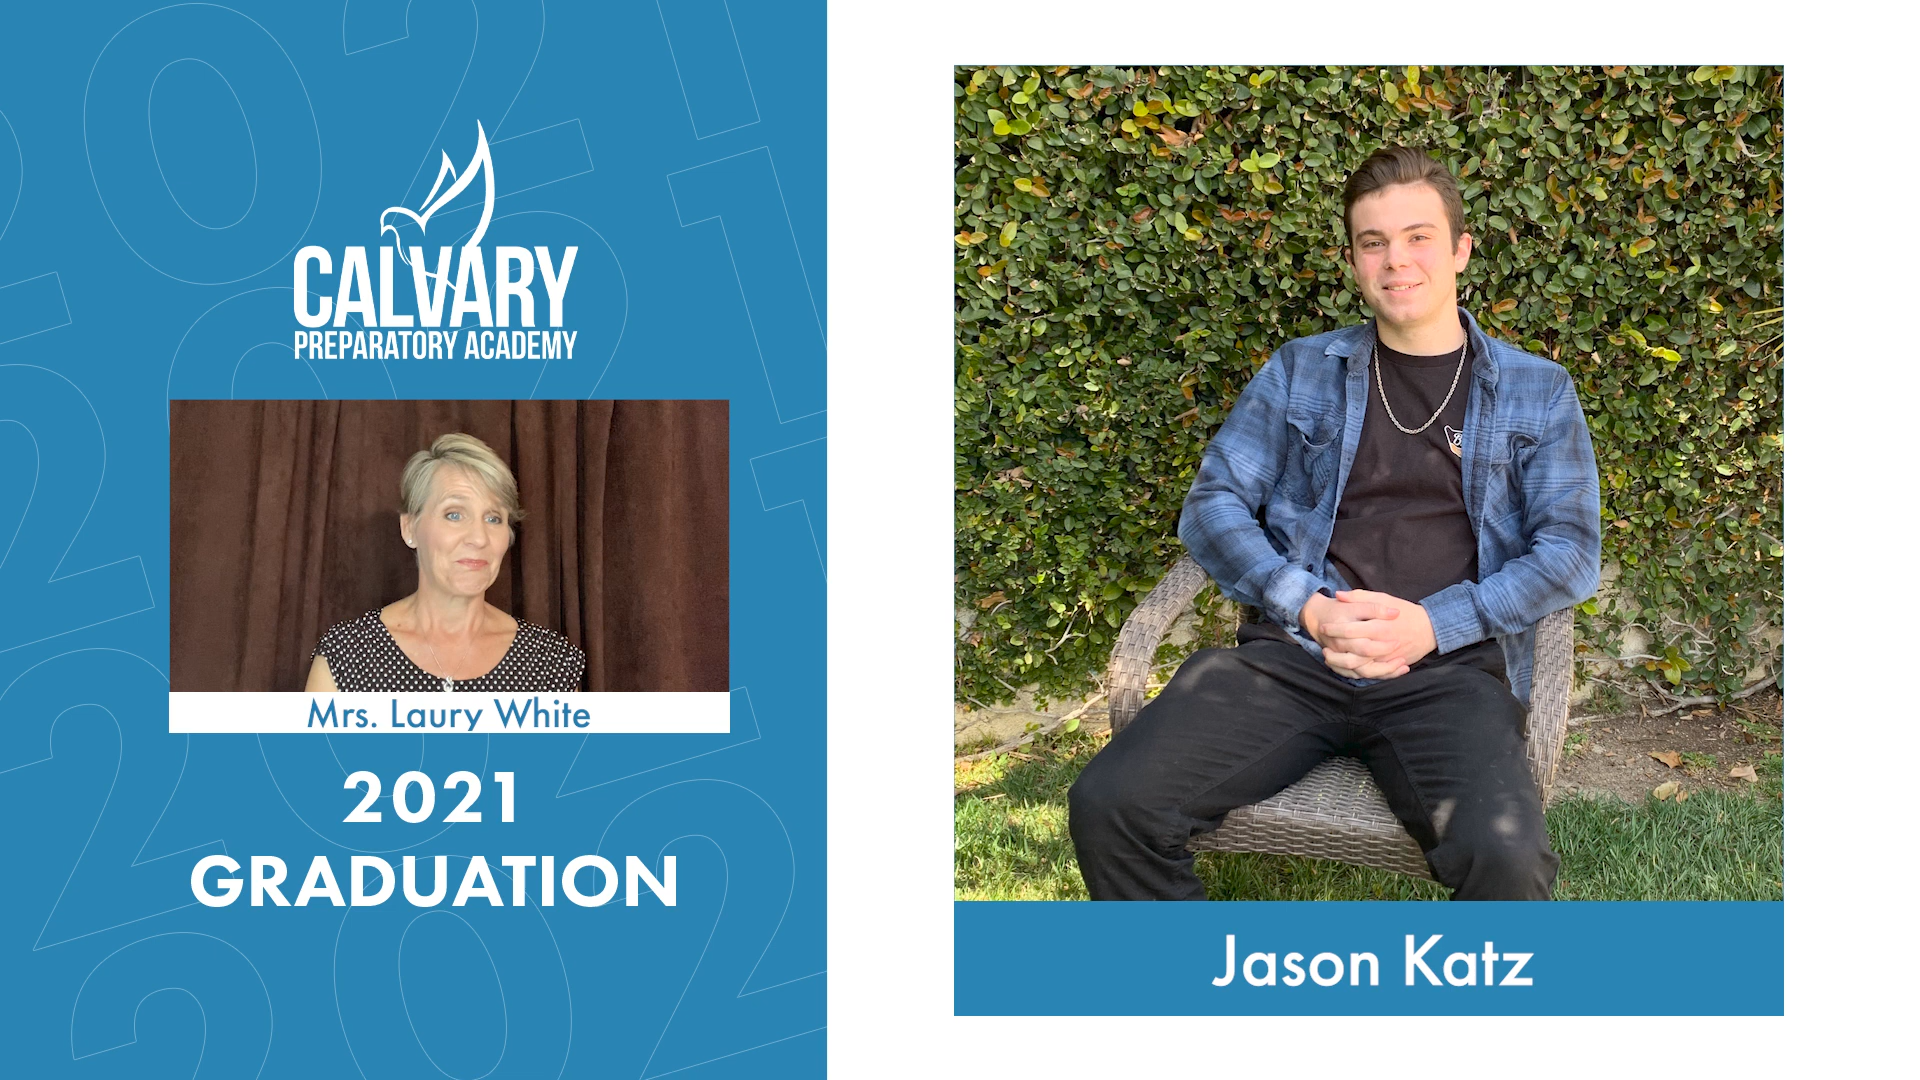 CALVARY
PREPARATORY ACADEMY
Mrs. Laury White
2021
GRADUATION
Jason Katz